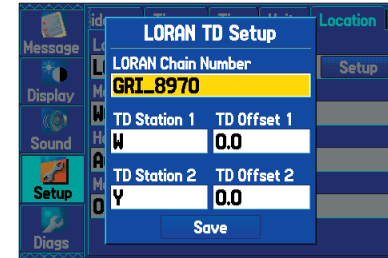 Location
LORAN TD Setup
Message
LORAN Chain Number
Setup
GRI_8970
Display
TD Station 1 TD Offset 1
W 0.0
Sound
TD Station 2 TD Offset 2
Setup
Y 0.0
Save
Diags